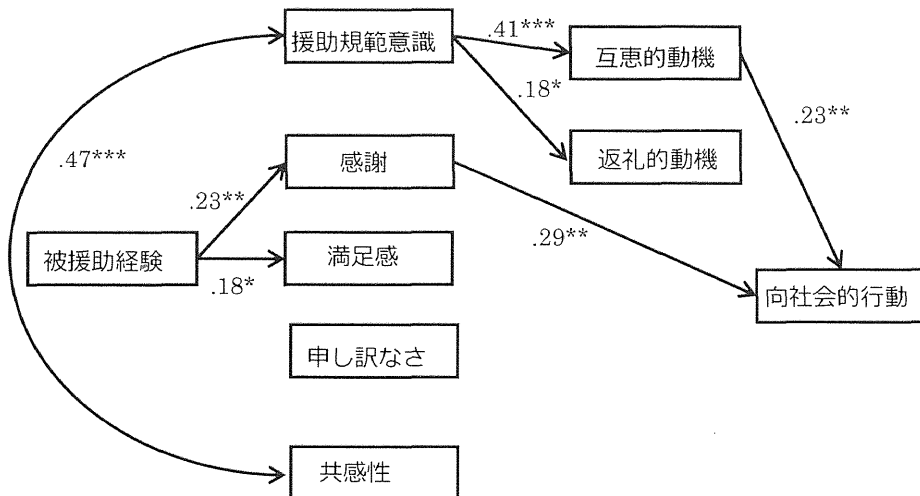 援助規範意識
.41***
互恵的動機
.18*
.23**
.47***
感謝
返礼的動機
.23**
.29**
被援助経験
満足感
.18*
向社会的行動
申し訳なさ
共感性